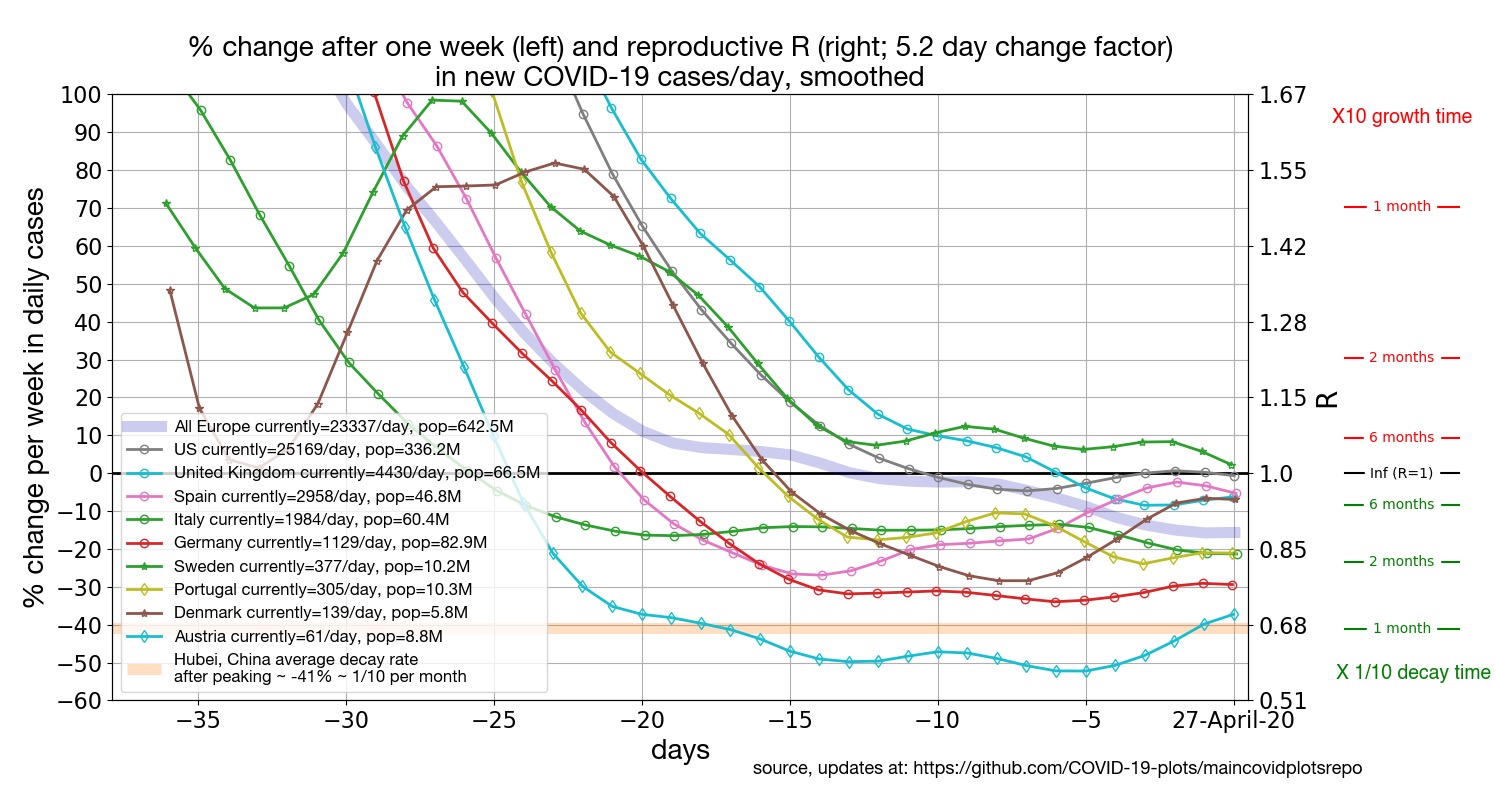 % change after one week (left) and reproductive R (right; 5.2 day change factor)
in new COVID-19 cases/day, smoothed
% change per week in daily cases
100
90
80
70
60
50
40
30
20
10
0
−10
−20
−30
−40
−50
−60
All Europe currently=23337/day, pop=642.5M
US currently=25169/day, pop=336.2M
United Kingdom currently=4430/day, pop=66.5M
Spain currently=2958/day, pop=46.8M
Italy currently=1984/day, pop=60.4M
Germany currently=1129/day, pop=82.9M
Sweden currently=377/day, pop=10.2M
Portugal currently=305/day, pop=10.3M
Denmark currently=139/day, pop=5.8M
Austria currently=61/day, pop=8.8M
Hubei, China average decay rate
after peaking ~ -41% ~ 1/10 per month
−35 −30 −25 −20 −15 −10 −5 27-April-20
days
1.67
1.55
1.42
1.28
1.15
1.0
0.85
0.68
0.51
R
X10 growth time
1 month
2 months
6 months
Inf (R=1)
6 months
2 months
1 month
X 1/10 decay time
source, updates at: https://github.com/COVID-19-plots/maincovidplotsrepo